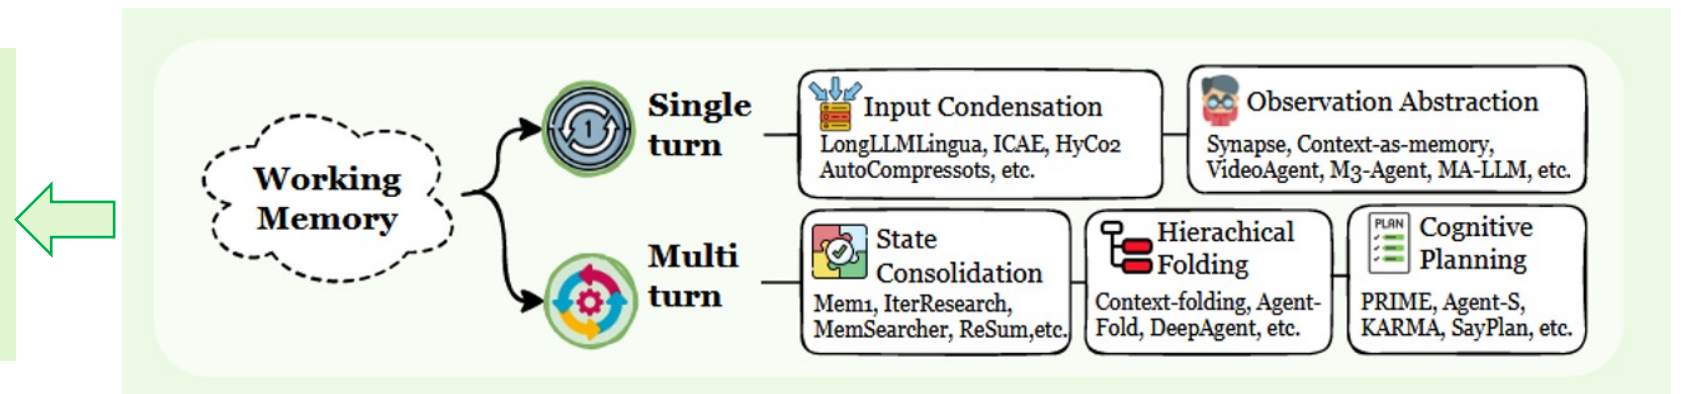 Working
Memory
Single
turn
1
Input Condensation
LongLLMLingua, ICAE, HyCo2
AutoCompressots, etc.
Observation Abstraction
Synapse, Context-as-memory,
VideoAgent, M3-Agent, MA-LLM, etc.
Multi
turn
State
Consolidation
Mem1, IterResearch,
MemSearcher, ReSum,etc.
Hierachical
Folding
Context-folding, Agent-
Fold, DeepAgent, etc.
PLAN
Cognitive
Planning
PRIME, Agent-S,
KARMA, SayPlan, etc.